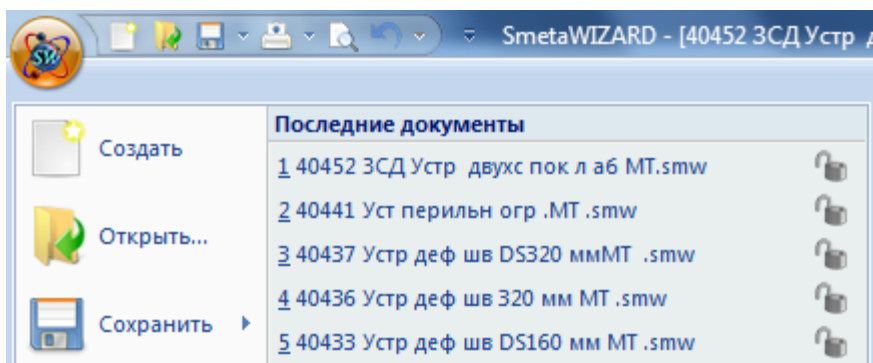 SW
SmetaWIZARD - [40452 ЗСД Устр
Последние документы
Создать
1 40452 ЗСД Устр двухс пок л а6 МТ.smw
2 40441 Уст перильн огр .МТ .smw
Открыть...
3 40437 Устр деф шв DS320 ммМТ .smw
4 40436 Устр деф шв 320 мм МТ .smw
Сохранить
5 40433 Устр деф шв DS160 мм МТ .smw